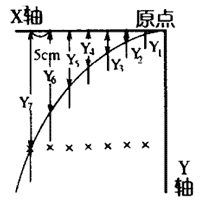 X轴 原点
5cm Y₄ Y₃ Y₂ Y₁
Y₅
Y₆
Y₇
× × × × × × ×
Y
轴